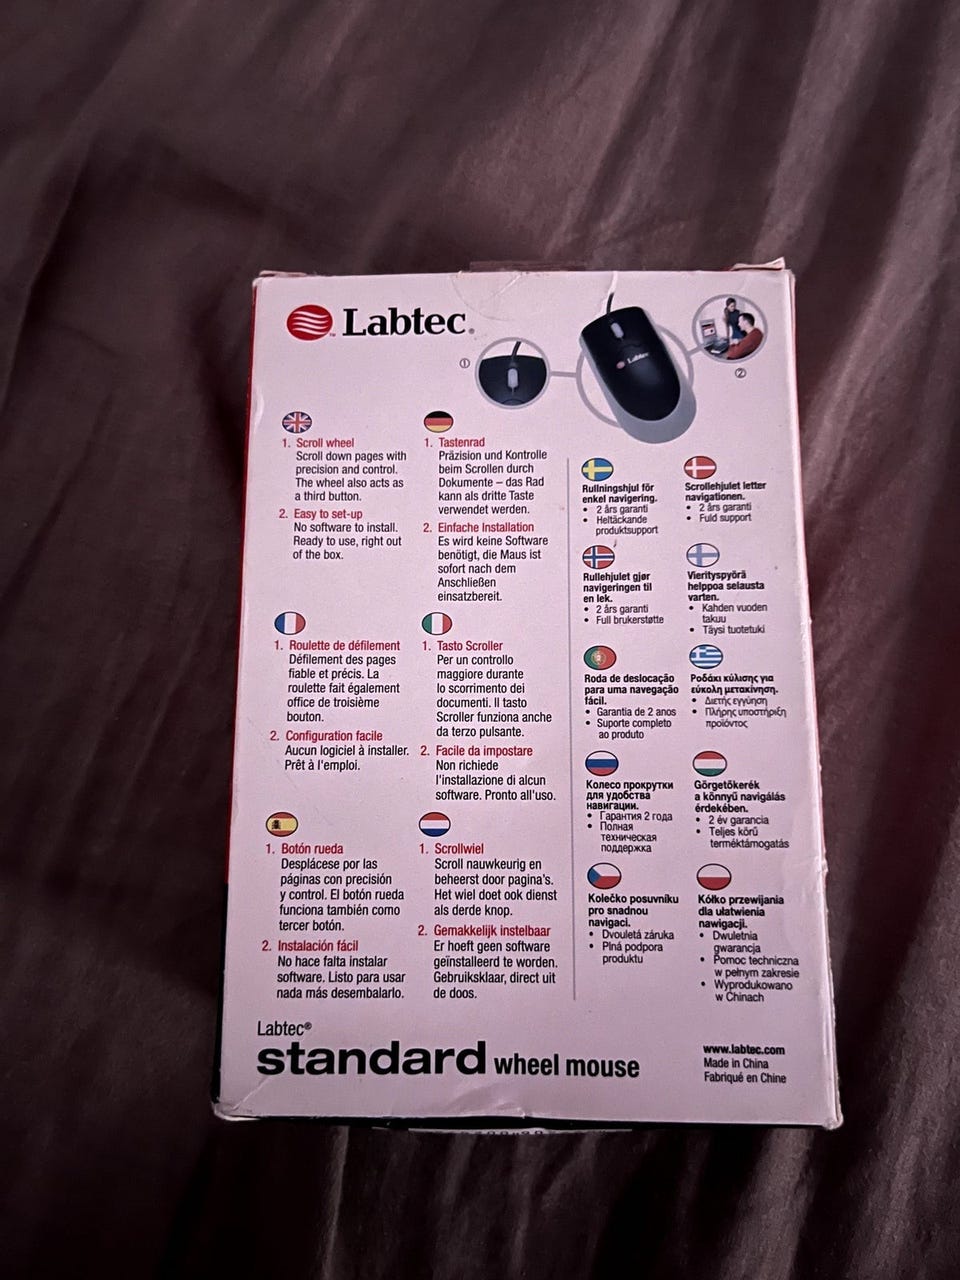 Labtec®
①
Labtec
②
1. Scroll wheel
Scroll down pages with
precision and control.
The wheel also acts as
a third button.
2. Easy to set-up
No software to install.
Ready to use, right out
of the box.
1. Tastenrad
Präzision und Kontrolle
beim Scrollen durch
Dokumente – das Rad
kann als dritte Taste
verwendet werden.
2. Einfache Installation
Es wird keine Software
benötigt, die Maus ist
sofort nach dem
Anschließen
einsatzbereit.
1. Roulette de défilement
Défilement des pages
fiable et précis. La
roulette fait également
office de troisième
bouton.
2. Configuration facile
Aucun logiciel à installer.
Prêt à l'emploi.
1. Tasto Scroller
Per un controllo
maggiore durante
lo scorrimento dei
documenti. Il tasto
Scroller funziona anche
da terzo pulsante.
2. Facile da impostare
Non richiede
l'installazione di alcun
software. Pronto all'uso.
1. Botón rueda
Desplácese por las
páginas con precisión
y control. El botón rueda
funciona también como
tercer botón.
2. Instalación fácil
No hace falta instalar
software. Listo para usar
nada más desembalarlo.
1. Scrollwiel
Scroll nauwkeurig en
beheerst door pagina's.
Het wiel doet ook dienst
als derde knop.
2. Gemakkelijk instelbaar
Er hoeft geen software
geïnstalleerd te worden.
Gebruiksklaar, direct uit
de doos.
Rullningshjul för
enkel navigering.
• 2 års garanti
• Heltäckande
produktsupport
Scrollehjulet letter
navigationen.
• 2 års garanti
• Fuld support
Rullehjulet gjør
navigeringen til
en lek.
• 2 års garanti
• Full brukerstøtte
Vierityspyörä
helppoa selausta
varten.
• Kahden vuoden
takuu
• Täysi tuotetuki
Roda de deslocação
para uma navegação
fácil.
• Garantia de 2 anos
• Suporte completo
ao produto
Ροδάκι κύλισης για
εύκολη μετακίνηση.
• Διετής εγγύηση
• Πλήρης υποστήριξη
προϊόντος
Колесо прокрутки
для удобства
навигации.
• Гарантия 2 года
• Полная
техническая
поддержка
Görgetőkerék
a könnyű navigálás
érdekében.
• 2 év garancia
• Teljes körű
terméktámogatás
Kolečko posuvníku
pro snadnou
navigaci.
• Dvouletá záruka
• Plná podpora
produktu
Kółko przewijania
dla ułatwienia
nawigacji.
• Dwuletnia
gwarancja
• Pomoc techniczna
w pełnym zakresie
• Wyprodukowano
w Chinach
Labtec®
standard wheel mouse
www.labtec.com
Made in China
Fabriqué en Chine